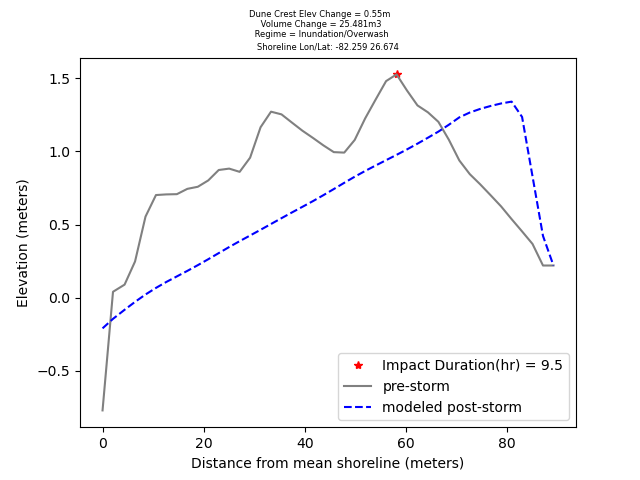 Dune Crest Elev Change = 0.55m
Volume Change = 25.481m3
Regime = Inundation/Overwash
Shoreline Lon/Lat: -82.259 26.674
1.5
1.0
0.5
0.0
−0.5
Elevation (meters)
Impact Duration(hr) = 9.5
pre-storm
modeled post-storm
0 20 40 60 80
Distance from mean shoreline (meters)